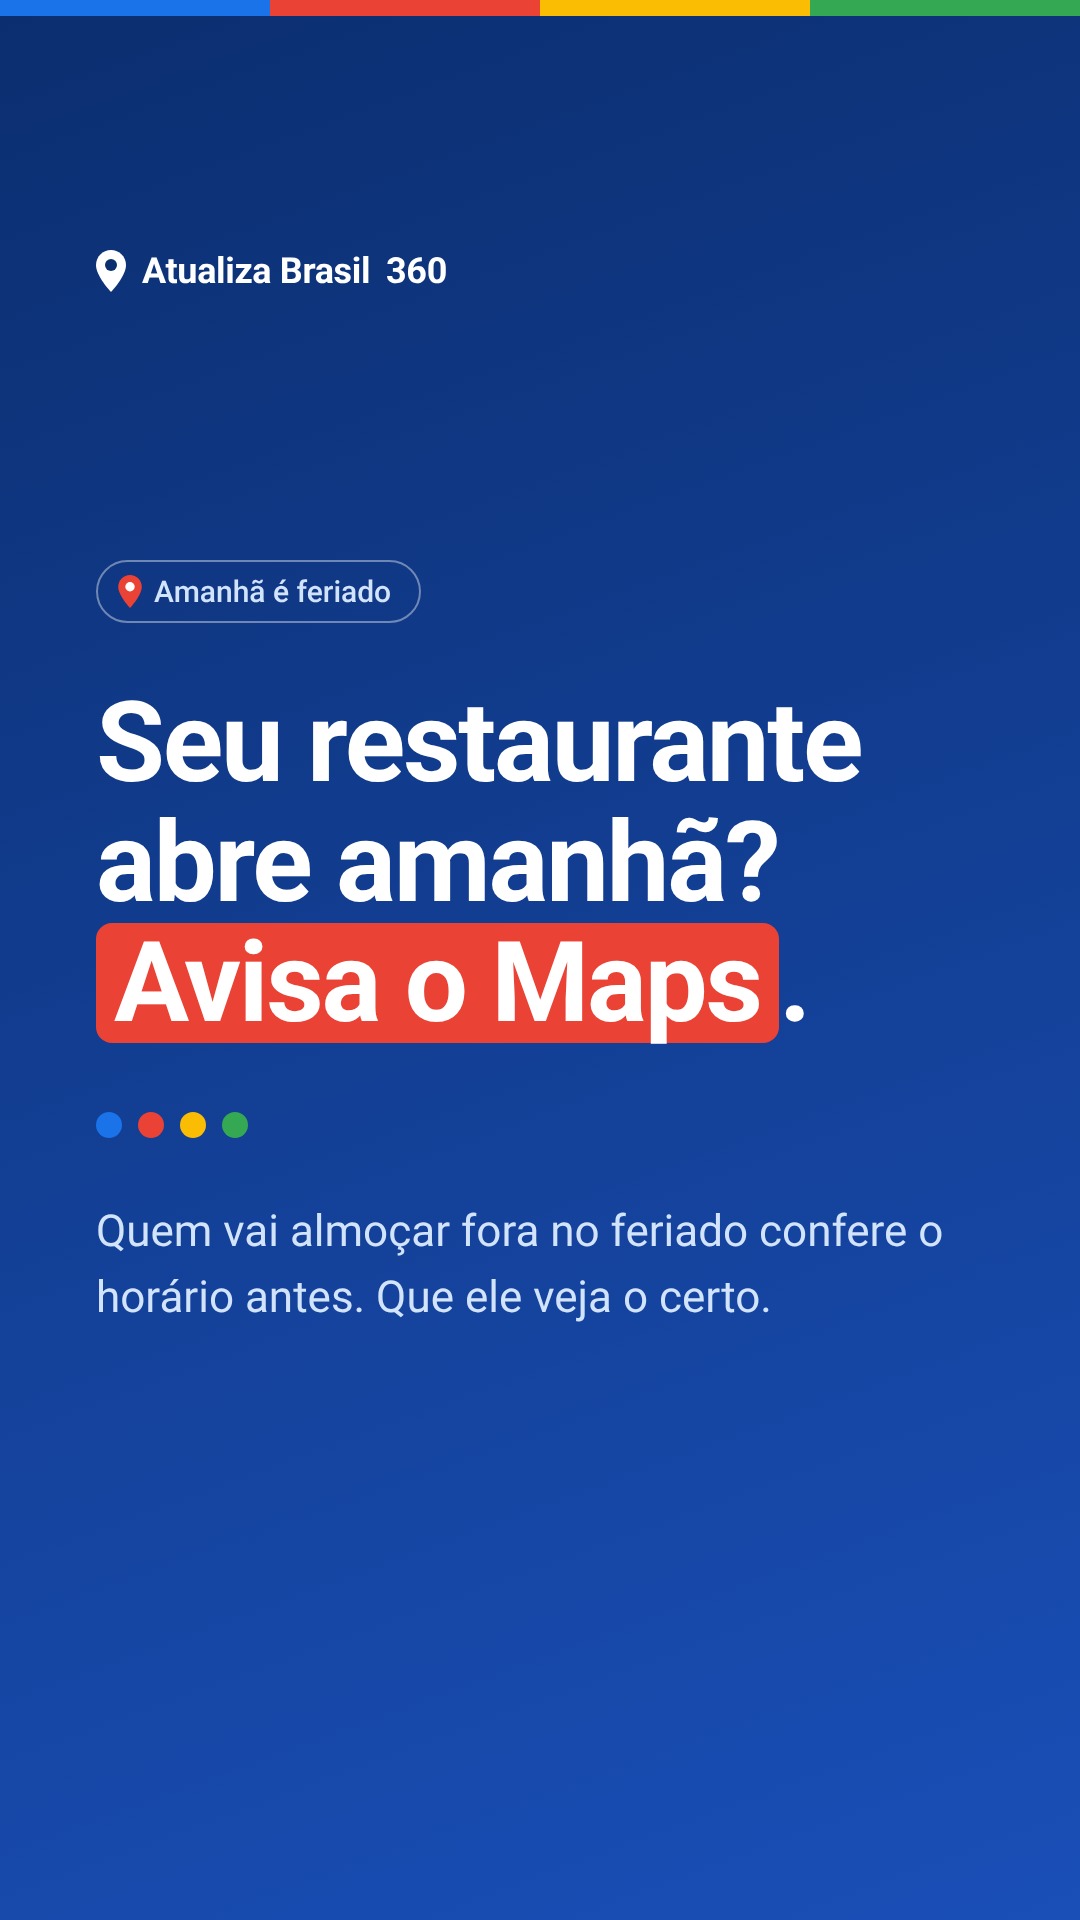 Atualiza Brasil 360
Amanhã é feriado
Seu restaurante
abre amanhã?
Avisa o Maps.
Quem vai almoçar fora no feriado confere o
horário antes. Que ele veja o certo.